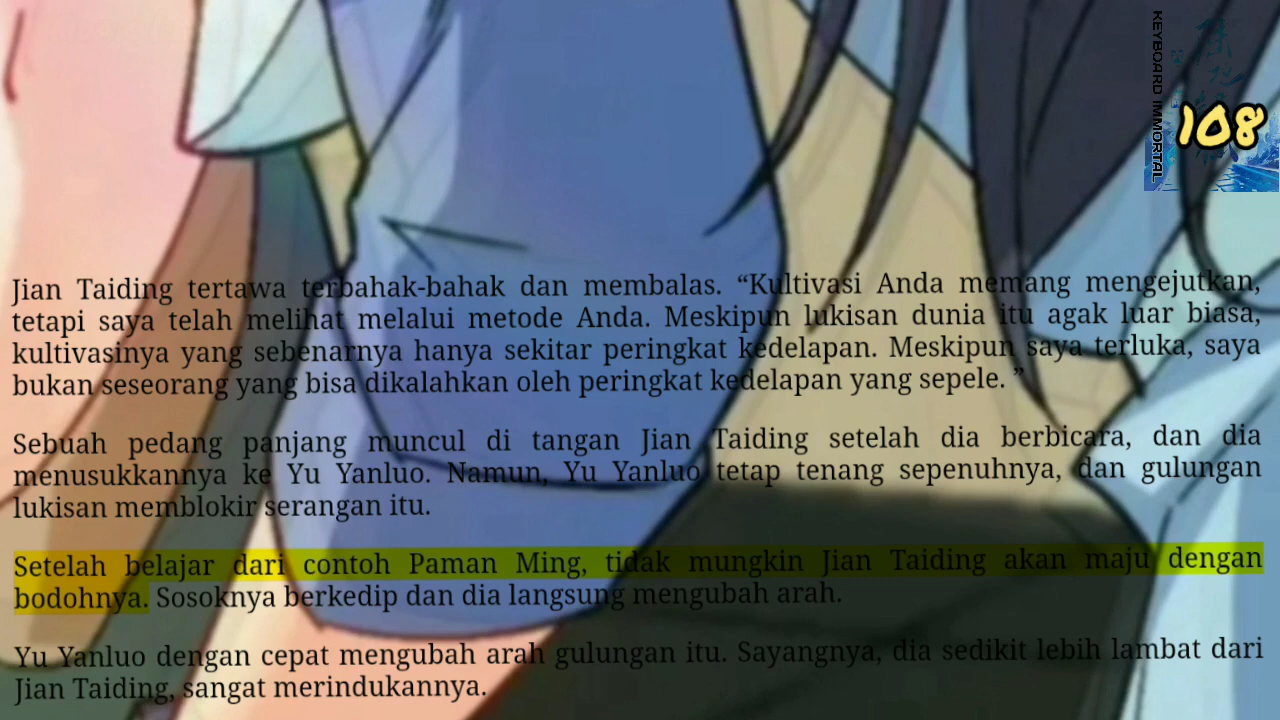 KEYBOARD IMMORTAL
108
Jian Taiding tertawa terbahak-bahak dan membalas. “Kultivasi Anda memang mengejutkan,
tetapi saya telah melihat melalui metode Anda. Meskipun lukisan dunia itu agak luar biasa,
kultivasinya yang sebenarnya hanya sekitar peringkat kedelapan. Meskipun saya terluka, saya
bukan seseorang yang bisa dikalahkan oleh peringkat kedelapan yang sepele. ”
Sebuah pedang panjang muncul di tangan Jian Taiding setelah dia berbicara, dan dia
menusukkannya ke Yu Yanluo. Namun, Yu Yanluo tetap tenang sepenuhnya, dan gulungan
lukisan memblokir serangan itu.
Setelah belajar dari contoh Paman Ming, tidak mungkin Jian Taiding akan maju dengan
bodohnya. Sosoknya berkedip dan dia langsung mengubah arah.
Yu Yanluo dengan cepat mengubah arah gulungan itu. Sayangnya, dia sedikit lebih lambat dari
Jian Taiding, sangat merindukannya.